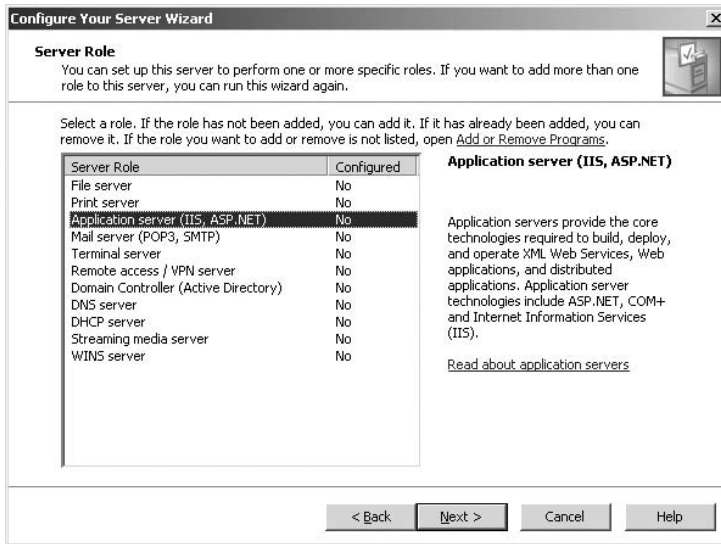 Configure Your Server Wizard
Server Role
You can set up this server to perform one or more specific roles. If you want to add more than one
role to this server, you can run this wizard again.
Select a role. If the role has not been added, you can add it. If it has already been added, you can
remove it. If the role you want to add or remove is not listed, open Add or Remove Programs.
Server Role Configured
File server No
Print server No
Application server (IIS, ASP.NET) No
Mail server (POP3, SMTP) No
Terminal server No
Remote access / VPN server No
Domain Controller (Active Directory) No
DNS server No
DHCP server No
Streaming media server No
WINS server No
Application server (IIS, ASP.NET)
Application servers provide the core
technologies required to build, deploy,
and operate XML Web Services, Web
applications, and distributed
applications. Application server
technologies include ASP.NET, COM+
and Internet Information Services
(IIS).
Read about application servers
< Back Next > Cancel Help